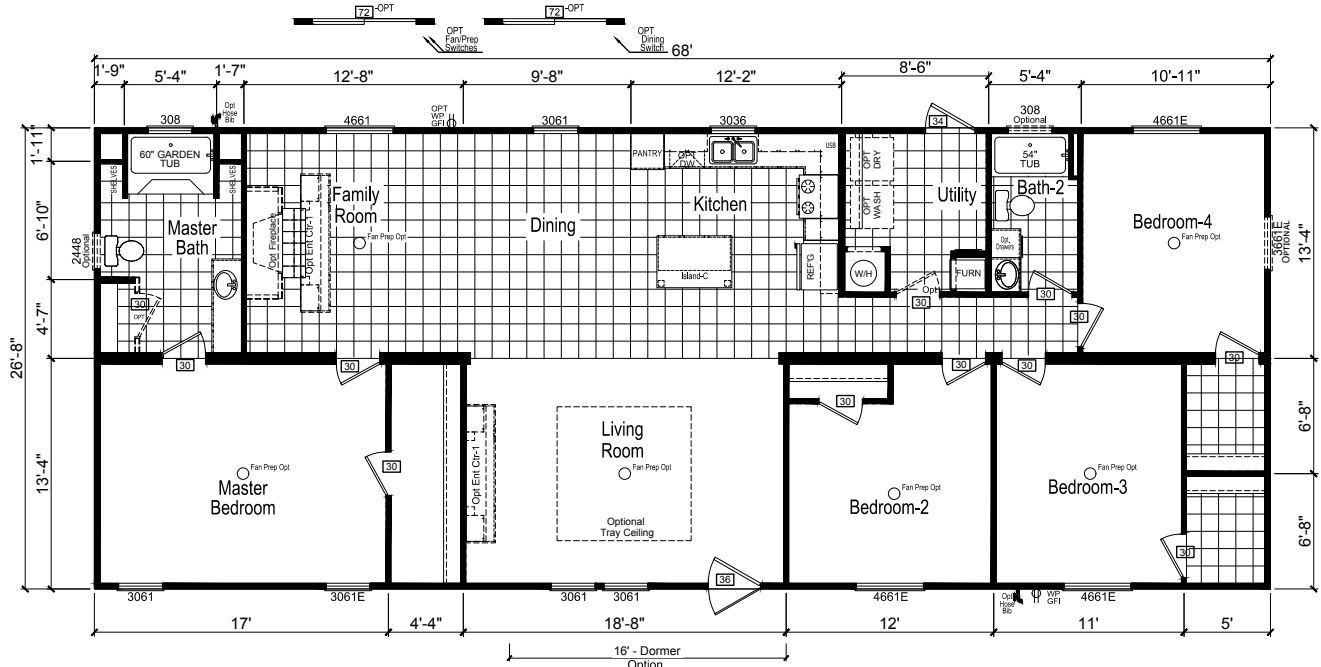 72 -OPT
72 -OPT
OPT
Fan/Prep
Switches
OPT
Dining
Switch
68'
1'-9"
5'-4"
1'-7"
12'-8"
9'-8"
12'-2"
8'-6"
5'-4"
10'-11"
Opt
Hose
Bib
OPT
WP
GFI
308
4661
3061
3036
34
308
Optional
4661E
1'-11"
6'-10"
4'-7"
13'-4"
26'-8"
60" GARDEN
TUB
SHELVES
SHELVES
Master
Bath
2448
Optional
30
OPT
Opt Fireplace
Opt Ent Ctr-1
Family
Room
Fan Prep Opt
Dining
PANTRY
OPT
DW
USB
Kitchen
Island-C
REF'G
OPT DRY
OPT
WASH
Utility
W/H
FURN
Opt
30
54"
TUB
Bath-2
Opt.
Drawers
30
Bedroom-4
Fan Prep Opt
3661E
OPTIONAL
13'-4"
30
30
30
30
30
30
Master
Bedroom
Fan Prep Opt
30
Opt Ent Ctr-1
Living
Room
Fan Prep Opt
Optional
Tray Ceiling
36
30
Fan Prep Opt
Bedroom-2
Fan Prep Opt
Bedroom-3
30
6'-8"
6'-8"
3061
3061E
3061
3061
4661E
Opt
Hose
Bib
WP
GFI
4661E
17'
4'-4"
18'-8"
12'
11'
5'
16' - Dormer
Option